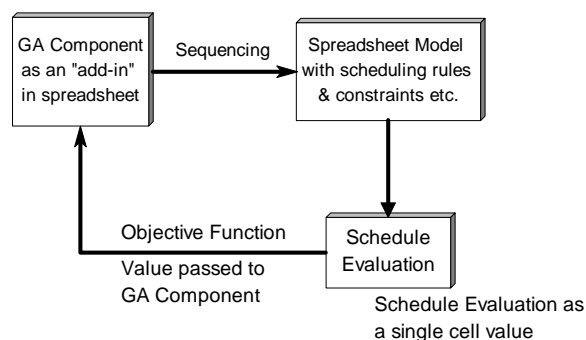 GA Component
as an "add-in"
in spreadsheet
Sequencing
Spreadsheet Model
with scheduling rules
& constraints etc.
Objective Function
Value passed to
GA Component
Schedule
Evaluation
Schedule Evaluation as
a single cell value